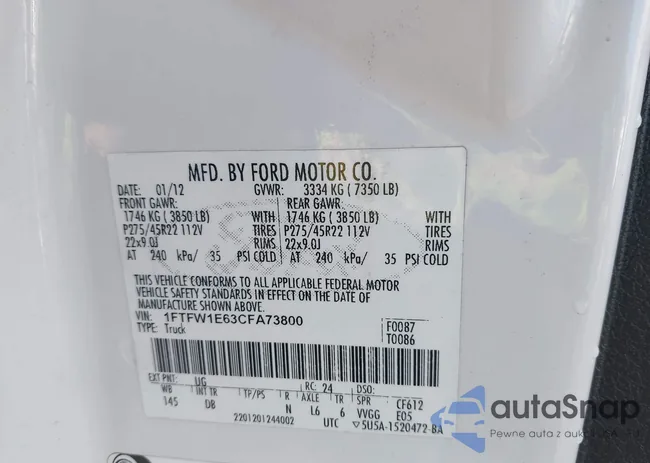 MFD. BY FORD MOTOR CO.
DATE: 01/12 GVWR: 3334 KG ( 7350 LB)
FRONT GAWR: REAR GAWR:
1746 KG ( 3850 LB) WITH 1746 KG ( 3850 LB) WITH
P275/45R22 112V TIRES P275/45R22 112V TIRES
22x9.0J RIMS 22x9.0J RIMS
AT 240 kPa/ 35 PSI COLD AT 240 kPa/ 35 PSI COLD
THIS VEHICLE CONFORMS TO ALL APPLICABLE FEDERAL MOTOR
VEHICLE SAFETY STANDARDS IN EFFECT ON THE DATE OF
MANUFACTURE SHOWN ABOVE.
VIN: 1FTFW1E63CFA73800 F0087
TYPE: Truck T0086
EXT PNT: UG RC: 24 DSO:
WB INT TR TP/PS R AXLE TR SPR CF612
145 DB N L6 6 VVGG E05
2201201244002 UTC ▽5U5A-1520472-BA
autoSnap
Pewne auta z wszystkich aukcji